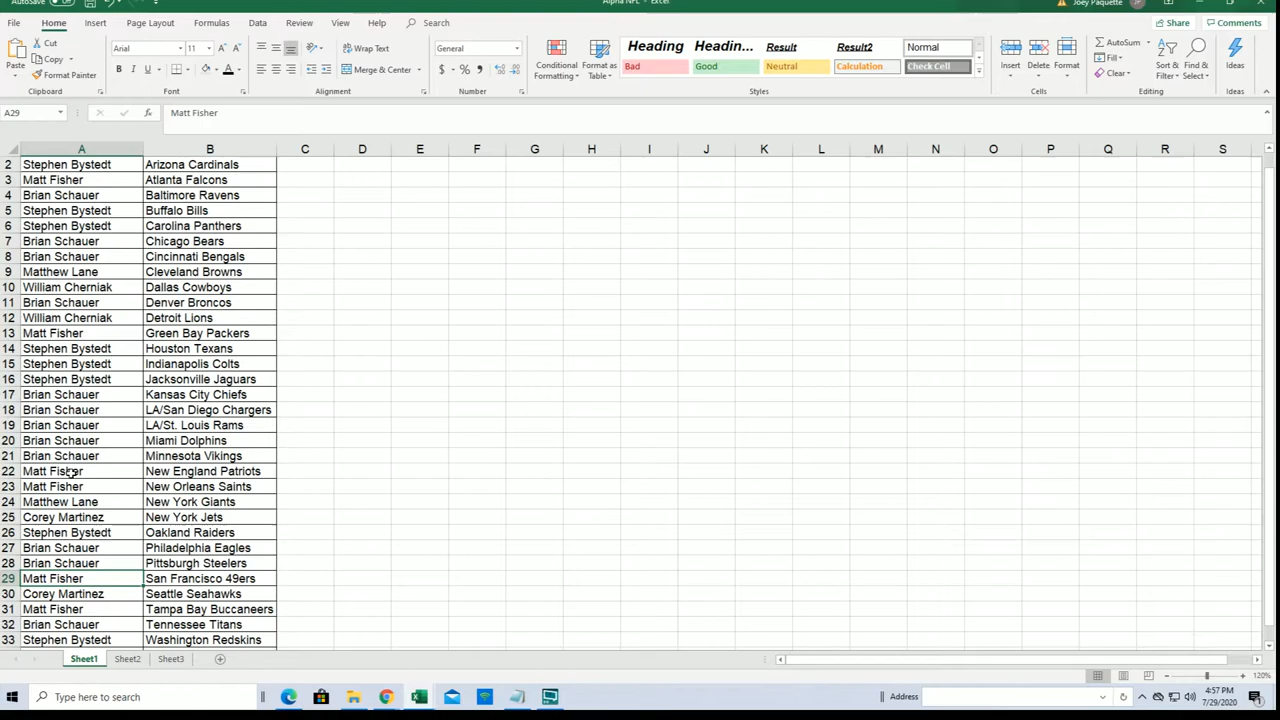 AutoSave Off Alpha NFL - Excel Joey Paquette JP
File Home Insert Page Layout Formulas Data Review View Help Search Share Comments
Cut Arial 11 Wrap Text General Heading Headin... Result Result2 Normal AutoSum
Copy Fill
Paste Format Painter Merge & Center Conditional Formatting Format as Table Bad Good Neutral Calculation Check Cell Insert Delete Format Clear Sort & Filter Find & Select Ideas
Clipboard Font Alignment Number Styles Cells Editing Ideas
A29 Matt Fisher
A B C D E F G H I J K L M N O P Q R S
2 Stephen Bystedt Arizona Cardinals
3 Matt Fisher Atlanta Falcons
4 Brian Schauer Baltimore Ravens
5 Stephen Bystedt Buffalo Bills
6 Stephen Bystedt Carolina Panthers
7 Brian Schauer Chicago Bears
8 Brian Schauer Cincinnati Bengals
9 Matthew Lane Cleveland Browns
10 William Cherniak Dallas Cowboys
11 Brian Schauer Denver Broncos
12 William Cherniak Detroit Lions
13 Matt Fisher Green Bay Packers
14 Stephen Bystedt Houston Texans
15 Stephen Bystedt Indianapolis Colts
16 Stephen Bystedt Jacksonville Jaguars
17 Brian Schauer Kansas City Chiefs
18 Brian Schauer LA/San Diego Chargers
19 Brian Schauer LA/St. Louis Rams
20 Brian Schauer Miami Dolphins
21 Brian Schauer Minnesota Vikings
22 Matt Fisher New England Patriots
23 Matt Fisher New Orleans Saints
24 Matthew Lane New York Giants
25 Corey Martinez New York Jets
26 Stephen Bystedt Oakland Raiders
27 Brian Schauer Philadelphia Eagles
28 Brian Schauer Pittsburgh Steelers
29 Matt Fisher San Francisco 49ers
30 Corey Martinez Seattle Seahawks
31 Matt Fisher Tampa Bay Buccaneers
32 Brian Schauer Tennessee Titans
33 Stephen Bystedt Washington Redskins
Sheet1 Sheet2 Sheet3
120%
Type here to search Address 4:57 PM
7/29/2020